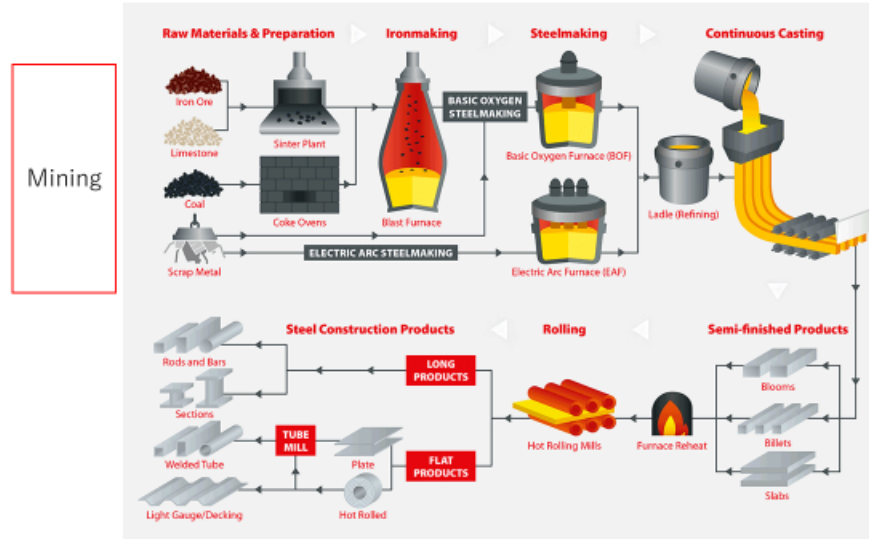 Mining
Raw Materials & Preparation
Ironmaking
Steelmaking
Continuous Casting
Iron Ore
Limestone
Sinter Plant
Coal
Coke Ovens
Scrap Metal
Blast Furnace
BASIC OXYGEN
STEELMAKING
ELECTRIC ARC STEELMAKING
Basic Oxygen Furnace (BOF)
Electric Arc Furnace (EAF)
Ladle (Refining)
Steel Construction Products
Rolling
Semi-finished Products
Rods and Bars
Sections
Welded Tube
Light Gauge/Decking
LONG
PRODUCTS
TUBE
MILL
Plate
Hot Rolled
FLAT
PRODUCTS
Hot Rolling Mills
Furnace Reheat
Blooms
Billets
Slabs